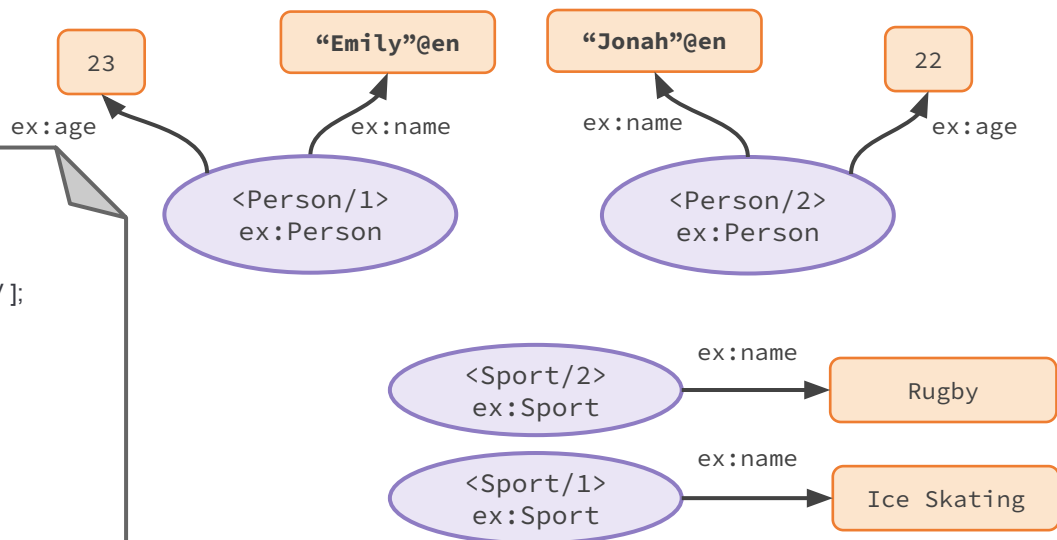 23
“Emily”@en
“Jonah”@en
22
ex:age
ex:name
ex:name
ex:age
<Person/1>
ex:Person
<Person/2>
ex:Person
];
ex:name
<Sport/2>
ex:Sport
Rugby
ex:name
<Sport/1>
ex:Sport
Ice Skating